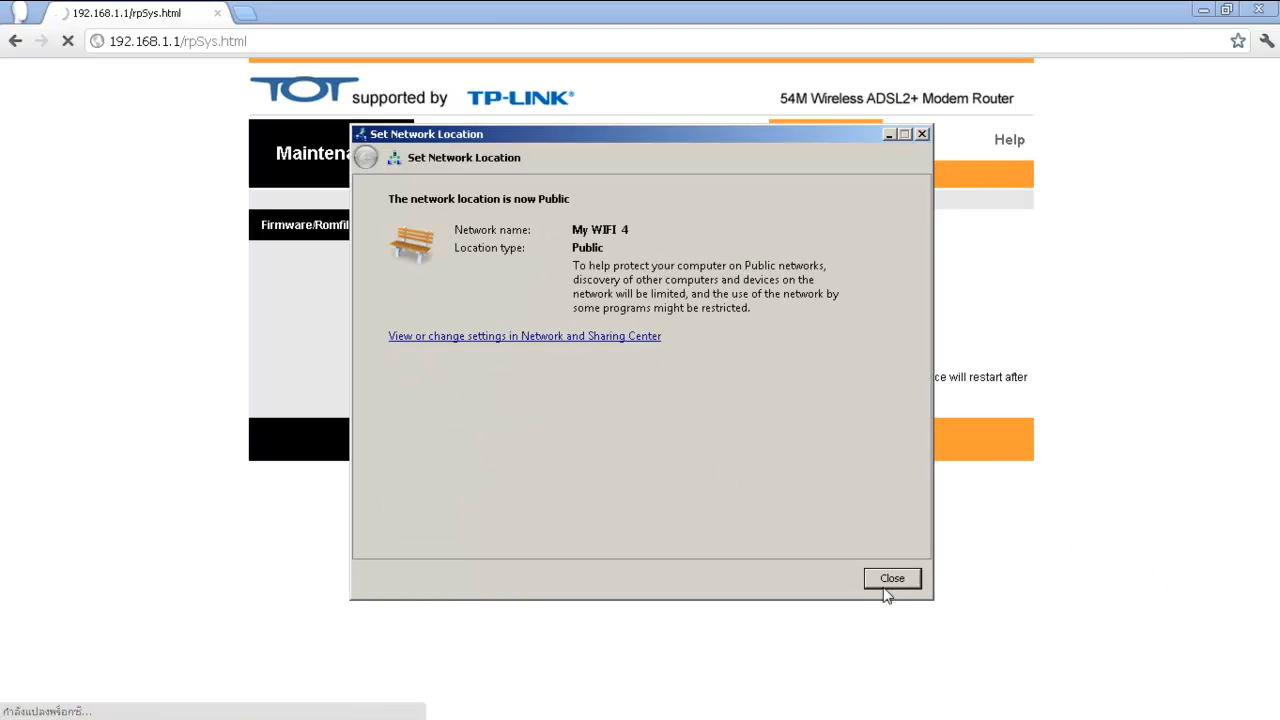 192.168.1.1/rpSys.html
192.168.1.1/rpSys.html
TOT supported by TP-LINK®
54M Wireless ADSL2+ Modem Router
Maintena
Help
Firmware/Romfil
Set Network Location
Set Network Location
The network location is now Public
Network name: My WIFI 4
Location type: Public
To help protect your computer on Public networks,
discovery of other computers and devices on the
network will be limited, and the use of the network by
some programs might be restricted.
View or change settings in Network and Sharing Center
ce will restart after
Close
กำลังแปลงพร็อกซี...